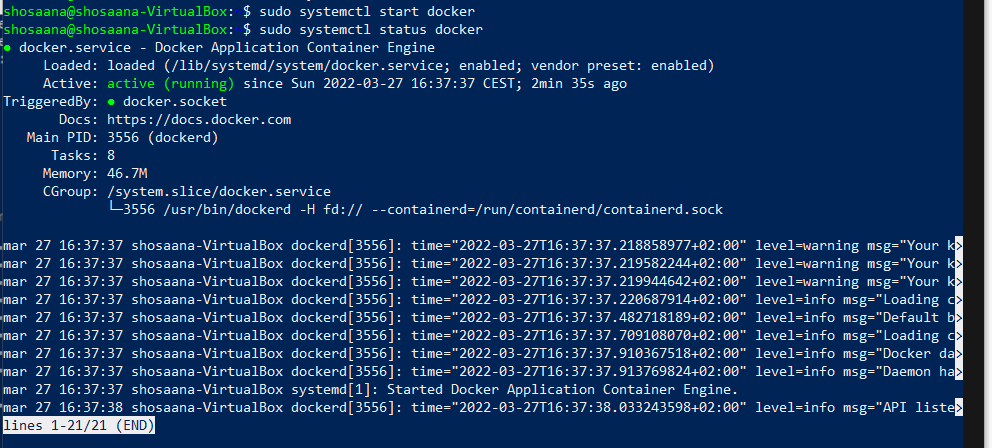 shosaana@shosaana-VirtualBox: $ sudo systemctl start docker
shosaana@shosaana-VirtualBox: $ sudo systemctl status docker
● docker.service - Docker Application Container Engine
     Loaded: loaded (/lib/systemd/system/docker.service; enabled; vendor preset: enabled)
     Active: active (running) since Sun 2022-03-27 16:37:37 CEST; 2min 35s ago
TriggeredBy: ● docker.socket
       Docs: https://docs.docker.com
   Main PID: 3556 (dockerd)
      Tasks: 8
     Memory: 46.7M
     CGroup: /system.slice/docker.service
             └─3556 /usr/bin/dockerd -H fd:// --containerd=/run/containerd/containerd.sock
mar 27 16:37:37 shosaana-VirtualBox dockerd[3556]: time="2022-03-27T16:37:37.218858977+02:00" level=warning msg="Your k>
mar 27 16:37:37 shosaana-VirtualBox dockerd[3556]: time="2022-03-27T16:37:37.219582244+02:00" level=warning msg="Your k>
mar 27 16:37:37 shosaana-VirtualBox dockerd[3556]: time="2022-03-27T16:37:37.219944642+02:00" level=warning msg="Your k>
mar 27 16:37:37 shosaana-VirtualBox dockerd[3556]: time="2022-03-27T16:37:37.220687914+02:00" level=info msg="Loading c>
mar 27 16:37:37 shosaana-VirtualBox dockerd[3556]: time="2022-03-27T16:37:37.482718189+02:00" level=info msg="Default b>
mar 27 16:37:37 shosaana-VirtualBox dockerd[3556]: time="2022-03-27T16:37:37.709108070+02:00" level=info msg="Loading c>
mar 27 16:37:37 shosaana-VirtualBox dockerd[3556]: time="2022-03-27T16:37:37.910367518+02:00" level=info msg="Docker da>
mar 27 16:37:37 shosaana-VirtualBox dockerd[3556]: time="2022-03-27T16:37:37.913769824+02:00" level=info msg="Daemon ha>
mar 27 16:37:37 shosaana-VirtualBox systemd[1]: Started Docker Application Container Engine.
mar 27 16:37:38 shosaana-VirtualBox dockerd[3556]: time="2022-03-27T16:37:38.033243598+02:00" level=info msg="API liste>
lines 1-21/21 (END)